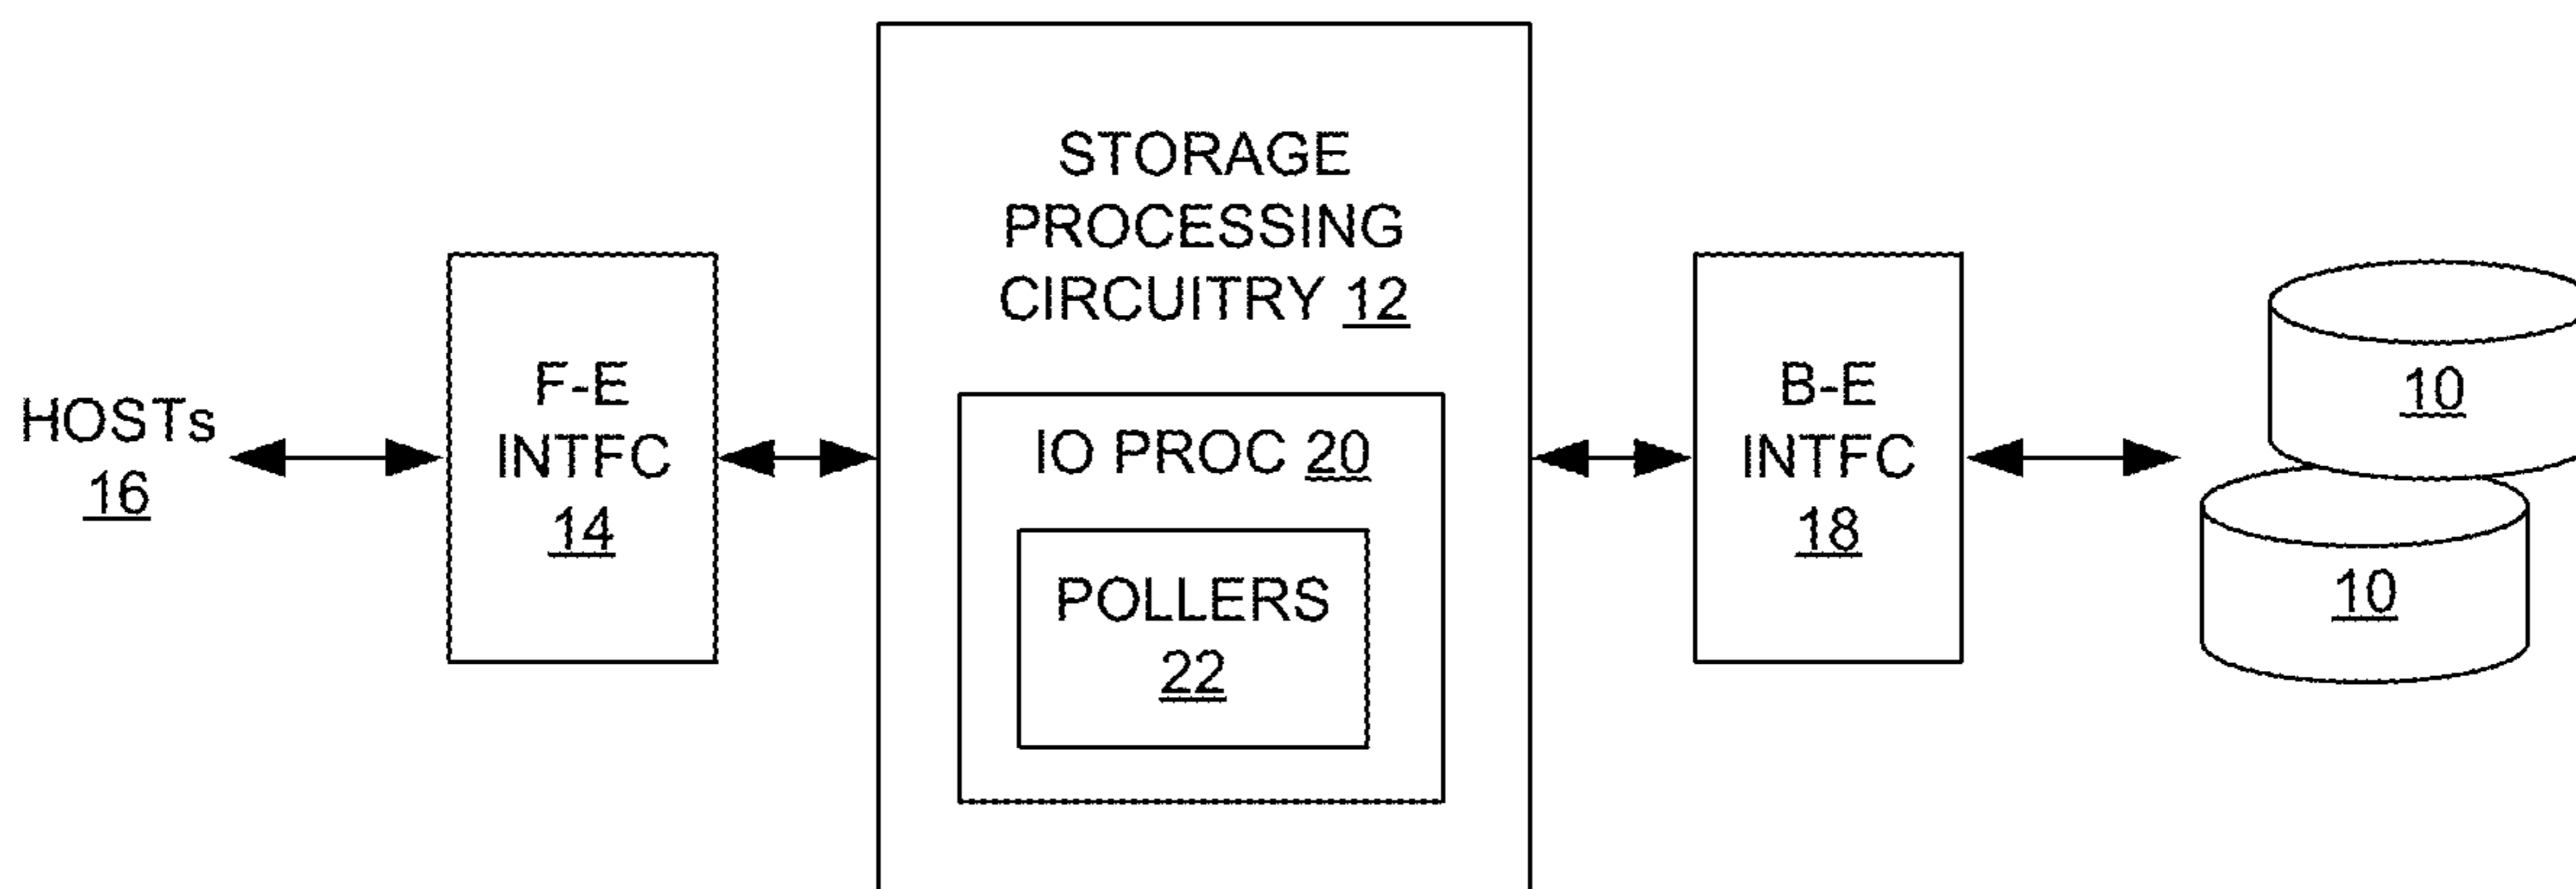 HOSTs
16
F-E
INTFC
14
STORAGE
PROCESSING
CIRCUITRY 12
IO PROC 20
POLLERS
22
B-E
INTFC
18
10
10